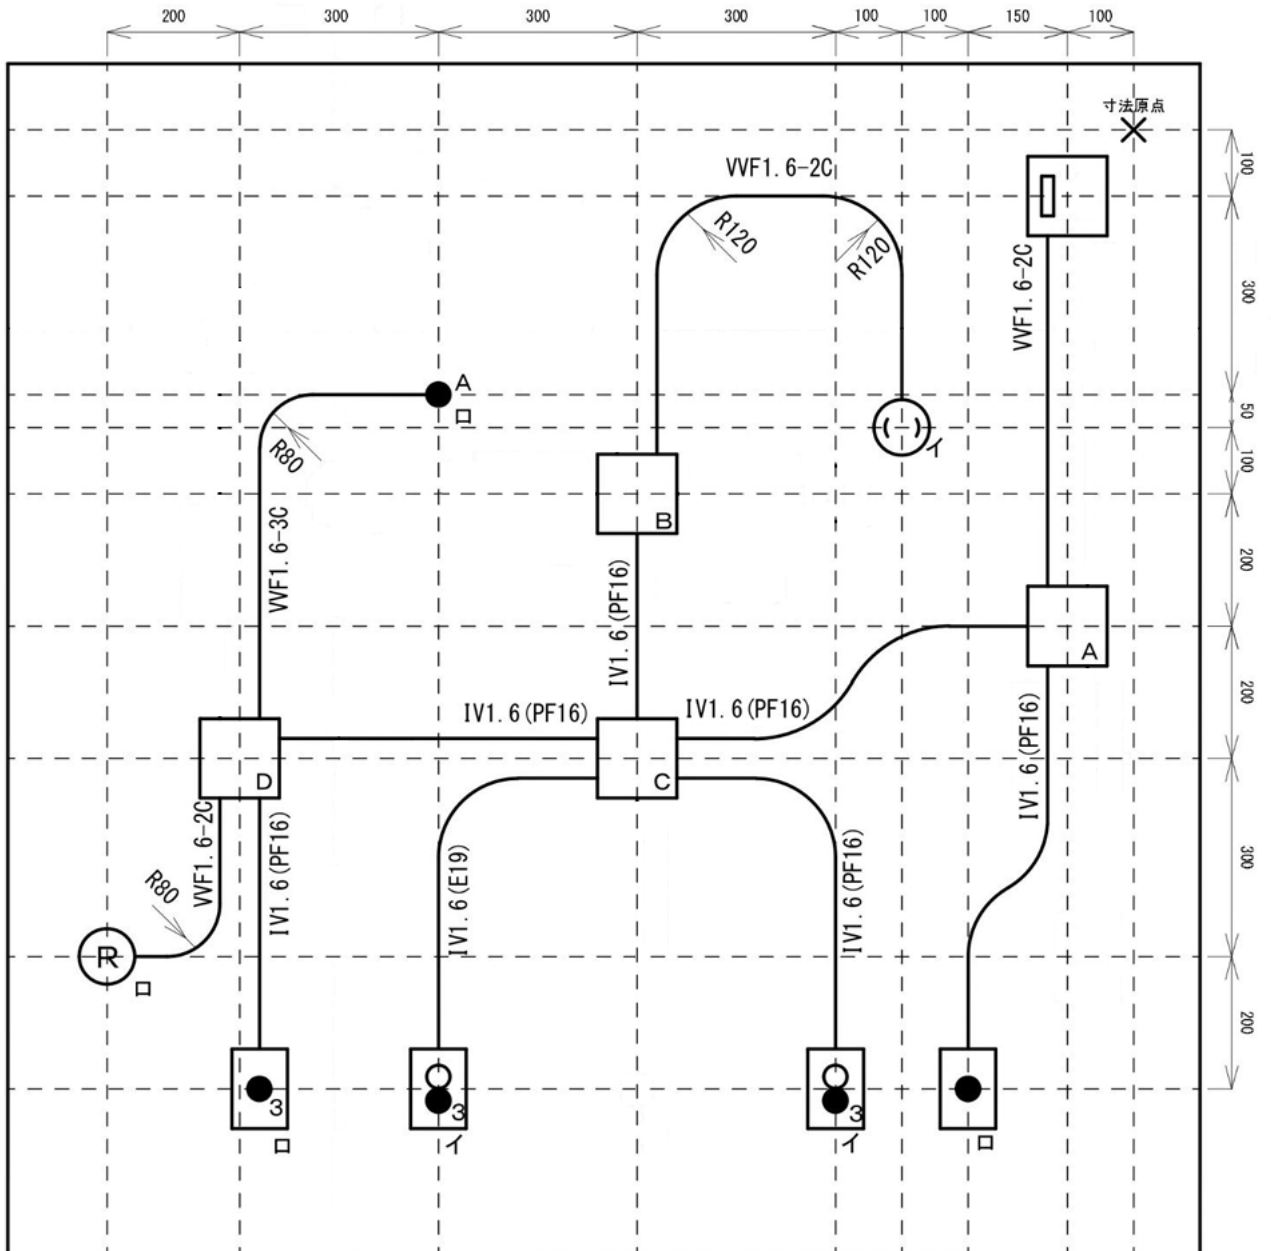 200
300
300
300
100
100
150
100
寸法原点
100
300
50
100
200
200
300
200
VVF1.6-2C
R120
R120
VVF1.6-2C
A
ロ
R80
イ
VVF1.6-3C
B
IV1.6(PF16)
A
IV1.6(PF16)
IV1.6(PF16)
IV1.6(PF16)
D
C
VVF1.6-2C
IV1.6(PF16)
IV1.6(E19)
IV1.6(PF16)
R80
R
ロ
3
ロ
3
イ
3
イ
ロ